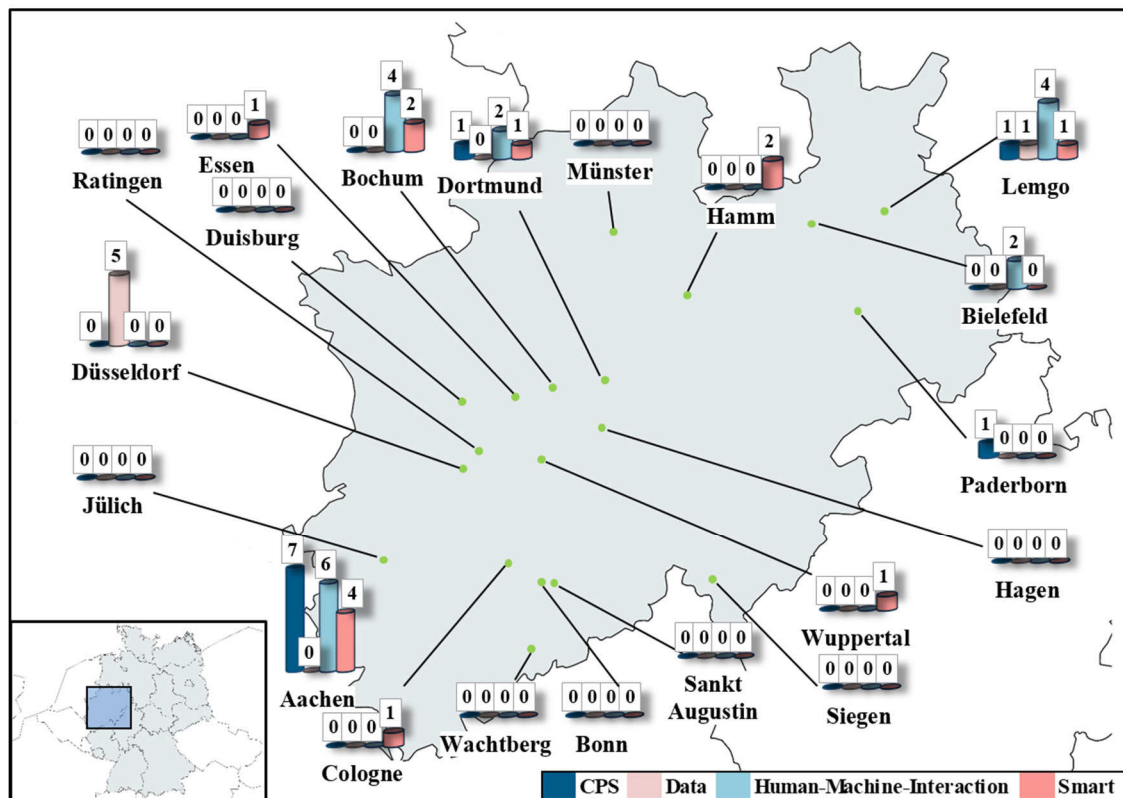 0 0 0 0
Ratingen
0 0 0 1
Essen
0 0 0 0
Duisburg
0 0 4 2
Bochum
1 0 2 1
Dortmund
0 0 0 0
Münster
0 0 0 2
Hamm
1 1 4 1
Lemgo
0 0 2 0
Bielefeld
0 5 0 0
Düsseldorf
1 0 0 0
Paderborn
0 0 0 0
Jülich
0 0 0 0
Hagen
7 0 6 4
Aachen
0 0 0 1
Wuppertal
0 0 0 0
Sankt
Augustin
0 0 0 0
Siegen
0 0 0 1
Cologne
0 0 0 0
Wachtberg
0 0 0 0
Bonn
CPS Data Human-Machine-Interaction Smart